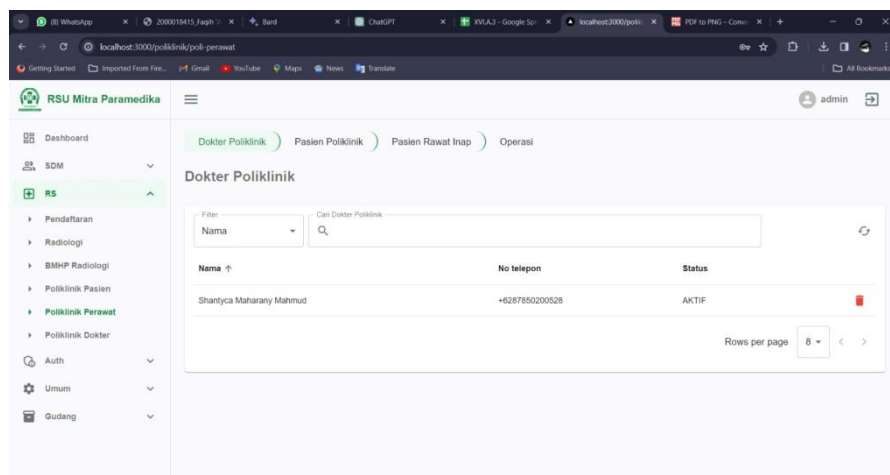 (8) WhatsApp
2000018415_Faqih
Bard
ChatGPT
XVI.A.3 - Google Spr
localhost:3000/polik
PDF to PNG – Conve
localhost:3000/poliklinik/poli-perawat
Getting Started
Imported From Fire...
Gmail
YouTube
Maps
News
Translate
All Bookmarks
RSU Mitra Paramedika
admin
Dashboard
SDM
RS
Pendaftaran
Radiologi
BMHP Radiologi
Poliklinik Pasien
Poliklinik Perawat
Poliklinik Dokter
Auth
Umum
Gudang
Dokter Poliklinik
Pasien Poliklinik
Pasien Rawat Inap
Operasi
Dokter Poliklinik
Filter
Nama
Cari Dokter Poliklinik
Nama
No telepon
Status
Shantyca Maharany Mahmud
+6287850200528
AKTIF
Rows per page
8